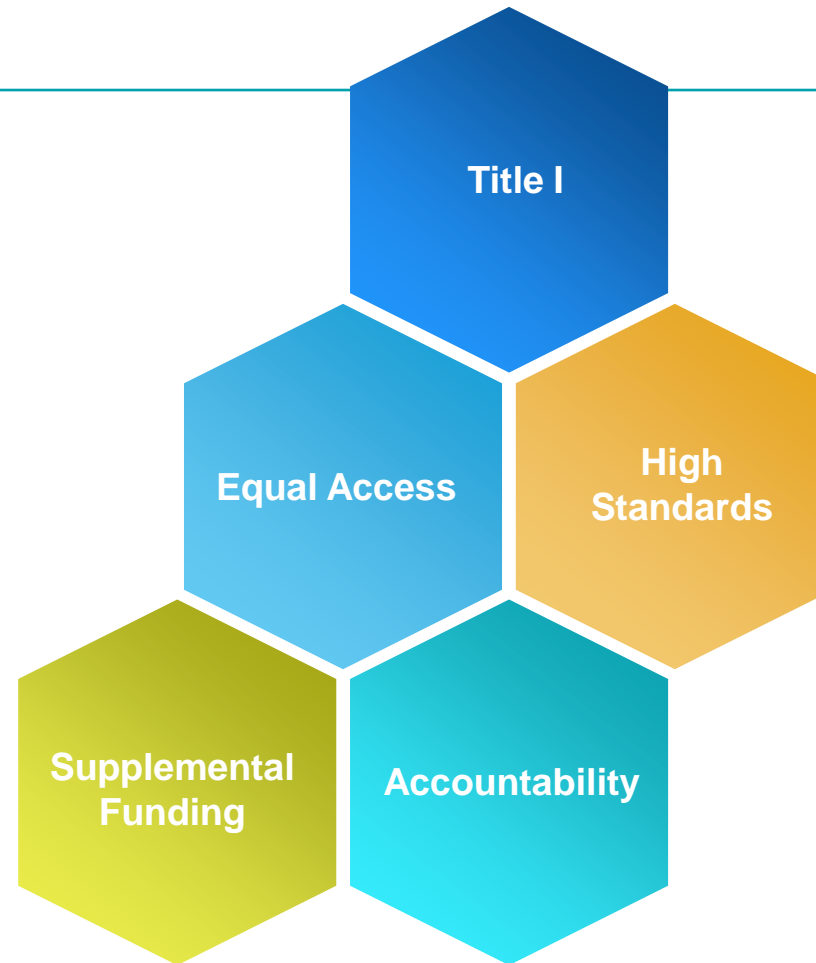 Title I
Equal Access
High
Standards
Supplemental
Funding
Accountability